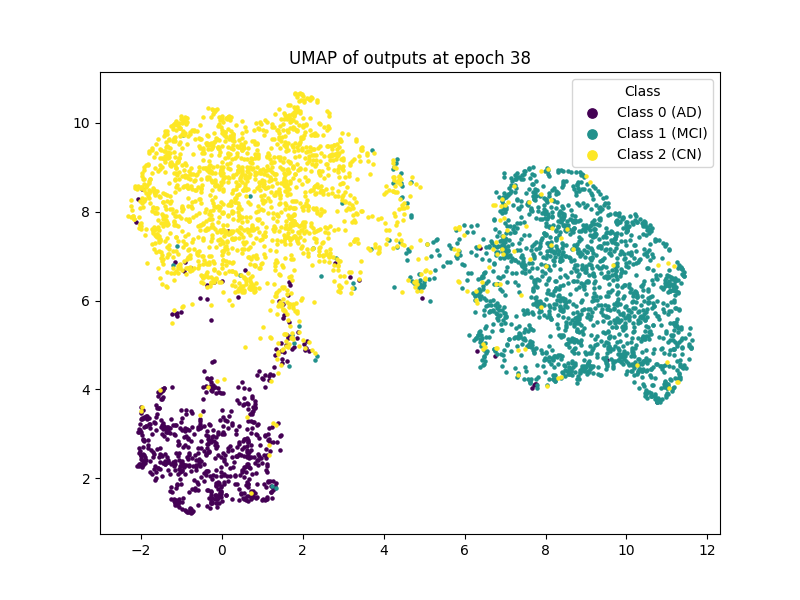 UMAP of outputs at epoch 38
Class
Class 0 (AD)
Class 1 (MCI)
Class 2 (CN)
10
8
6
4
2
−2
0
2
4
6
8
10
12